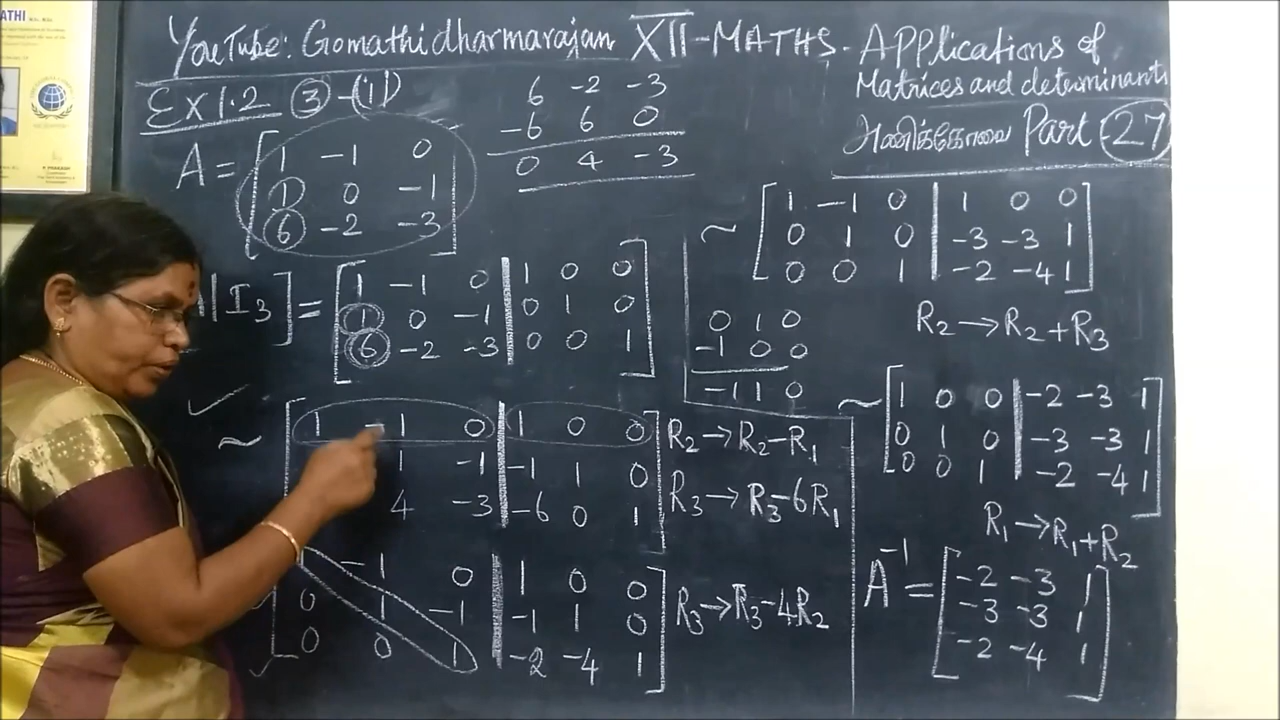 YouTube: Gomathidharmarajan XII-MATHS- Applications of
Matrices and determinants
அணிக்கோவை Part 27
Ex 1.2 ③-(1)
6 -2 -3
-6 6 0
0 4 -3
A = [ 1 -1 0
1 0 -1
6 -2 -3 ]
| I₃ ] = [ 1 -1 0 | 1 0 0
1 0 -1 | 0 1 0
6 -2 -3 | 0 0 1 ]
✓
~ [ 1 -1 0 | 1 0 0 ]
1 -1 | -1 1 0 R₂ → R₂ - R₁
4 -3 | -6 0 1 R₃ → R₃ - 6R₁
-1 0 | 1 0 0
0 1 -1 | -1 1 0 R₃ → R₃ - 4R₂
0 0 1 | -2 -4 1 ]
~ [ 1 -1 0 | 1 0 0
0 1 0 | -3 -3 1
0 0 1 | -2 -4 1 ]
R₂ → R₂ + R₃
0 1 0
-1 0 0
-1 1 0
~ [ 1 0 0 | -2 -3 1
0 1 0 | -3 -3 1
0 0 1 | -2 -4 1 ]
R₁ → R₁ + R₂
A⁻¹ = [ -2 -3 1
-3 -3 1
-2 -4 1 ]
ATHI